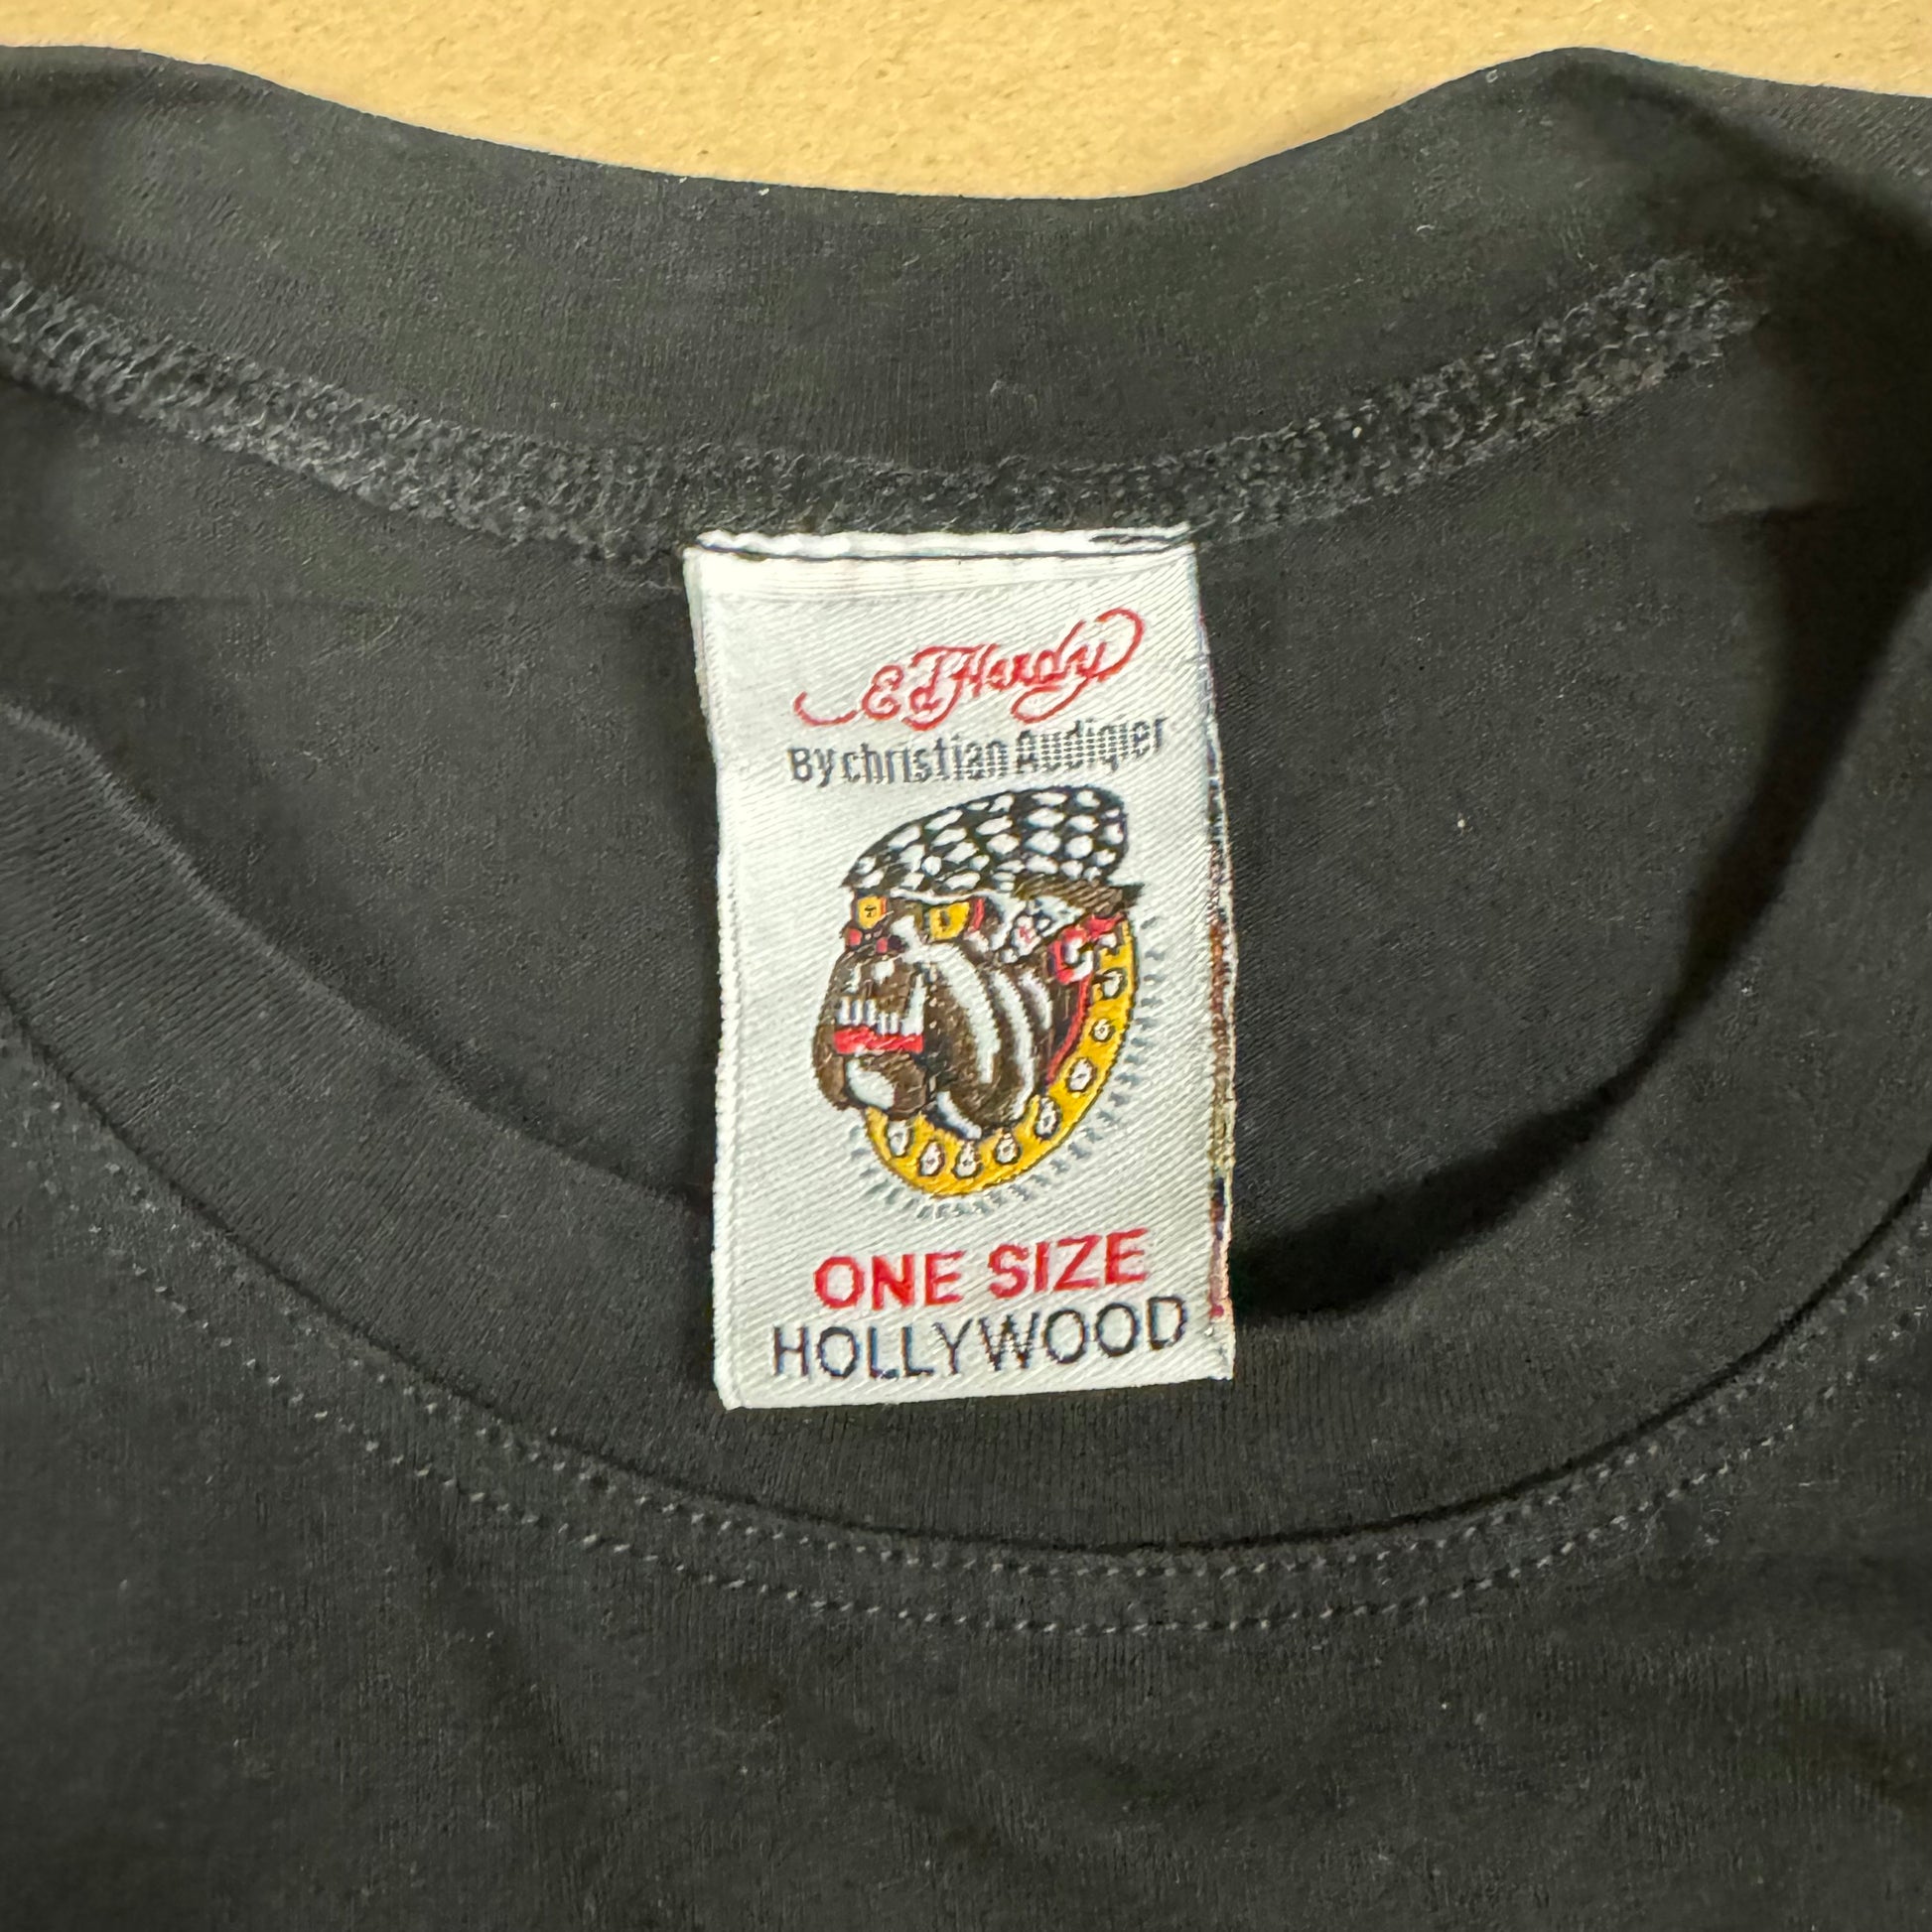 Ed Hardy
By christian Audigier
ONE SIZE
HOLLYWOOD